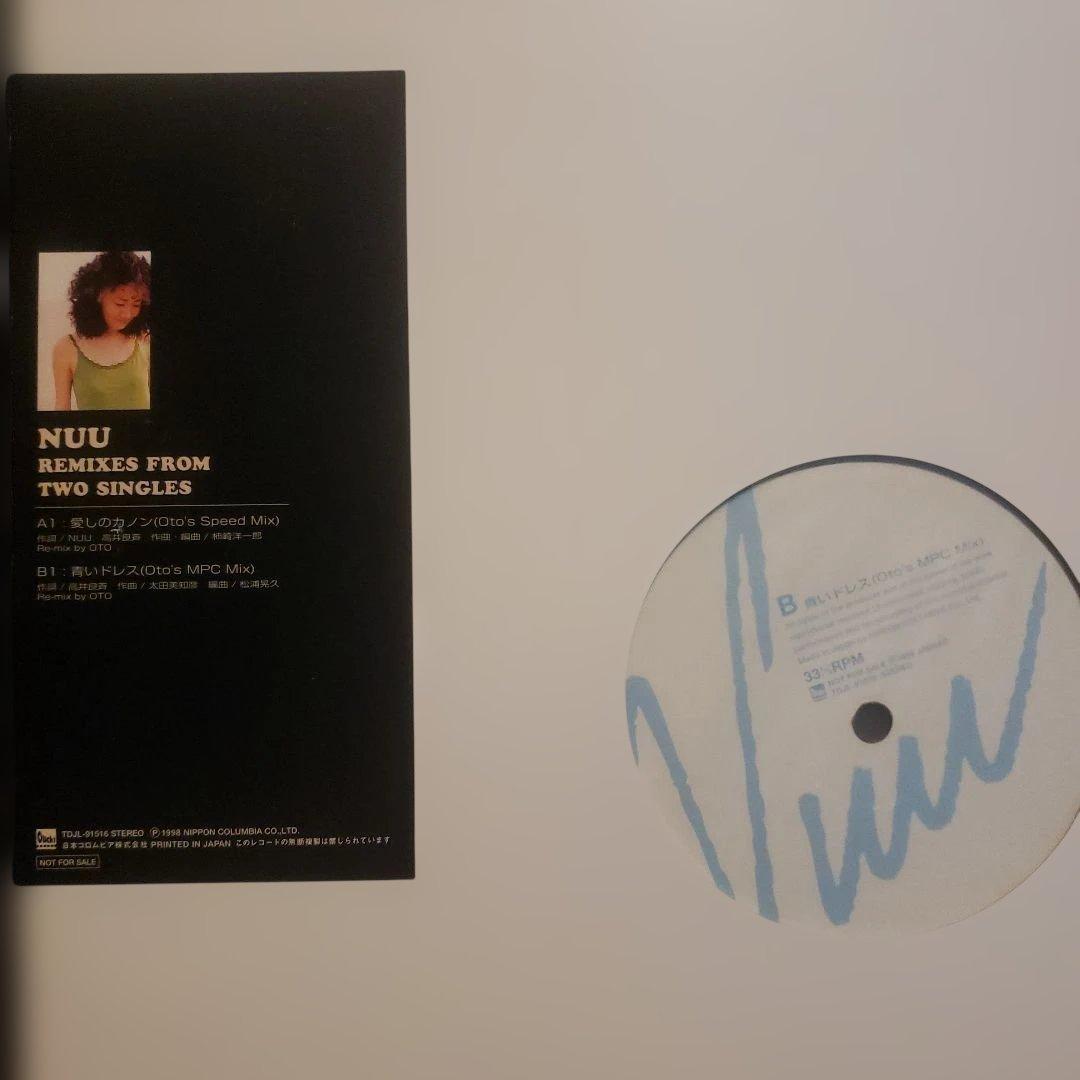 NUU
REMIXES FROM
TWO SINGLES
A1 : 愛しのカノン(Oto's Speed Mix)
作詞 / NUU 高井良斉 作曘・編曲 / 柿崎洋一郎
Re-mix by OTO
B1 : 青いドレス(Oto's MPC Mix)
作詞 / 高井良斉 作曲 / 太田美知彦 編曲 / 松浦晃久
Re-mix by OTO
TDJL-91516 STEREO Ⓟ1998 NIPPON COLUMBIA CO.,LTD.
日本コロムビア株式会社 PRINTED IN JAPAN このレコードの無断複製は禁じられています
NOT FOR SALE
B 青いドレス(Oto's MPC Mix)
33⅓RPM
NOT FOR SALE
Nuu